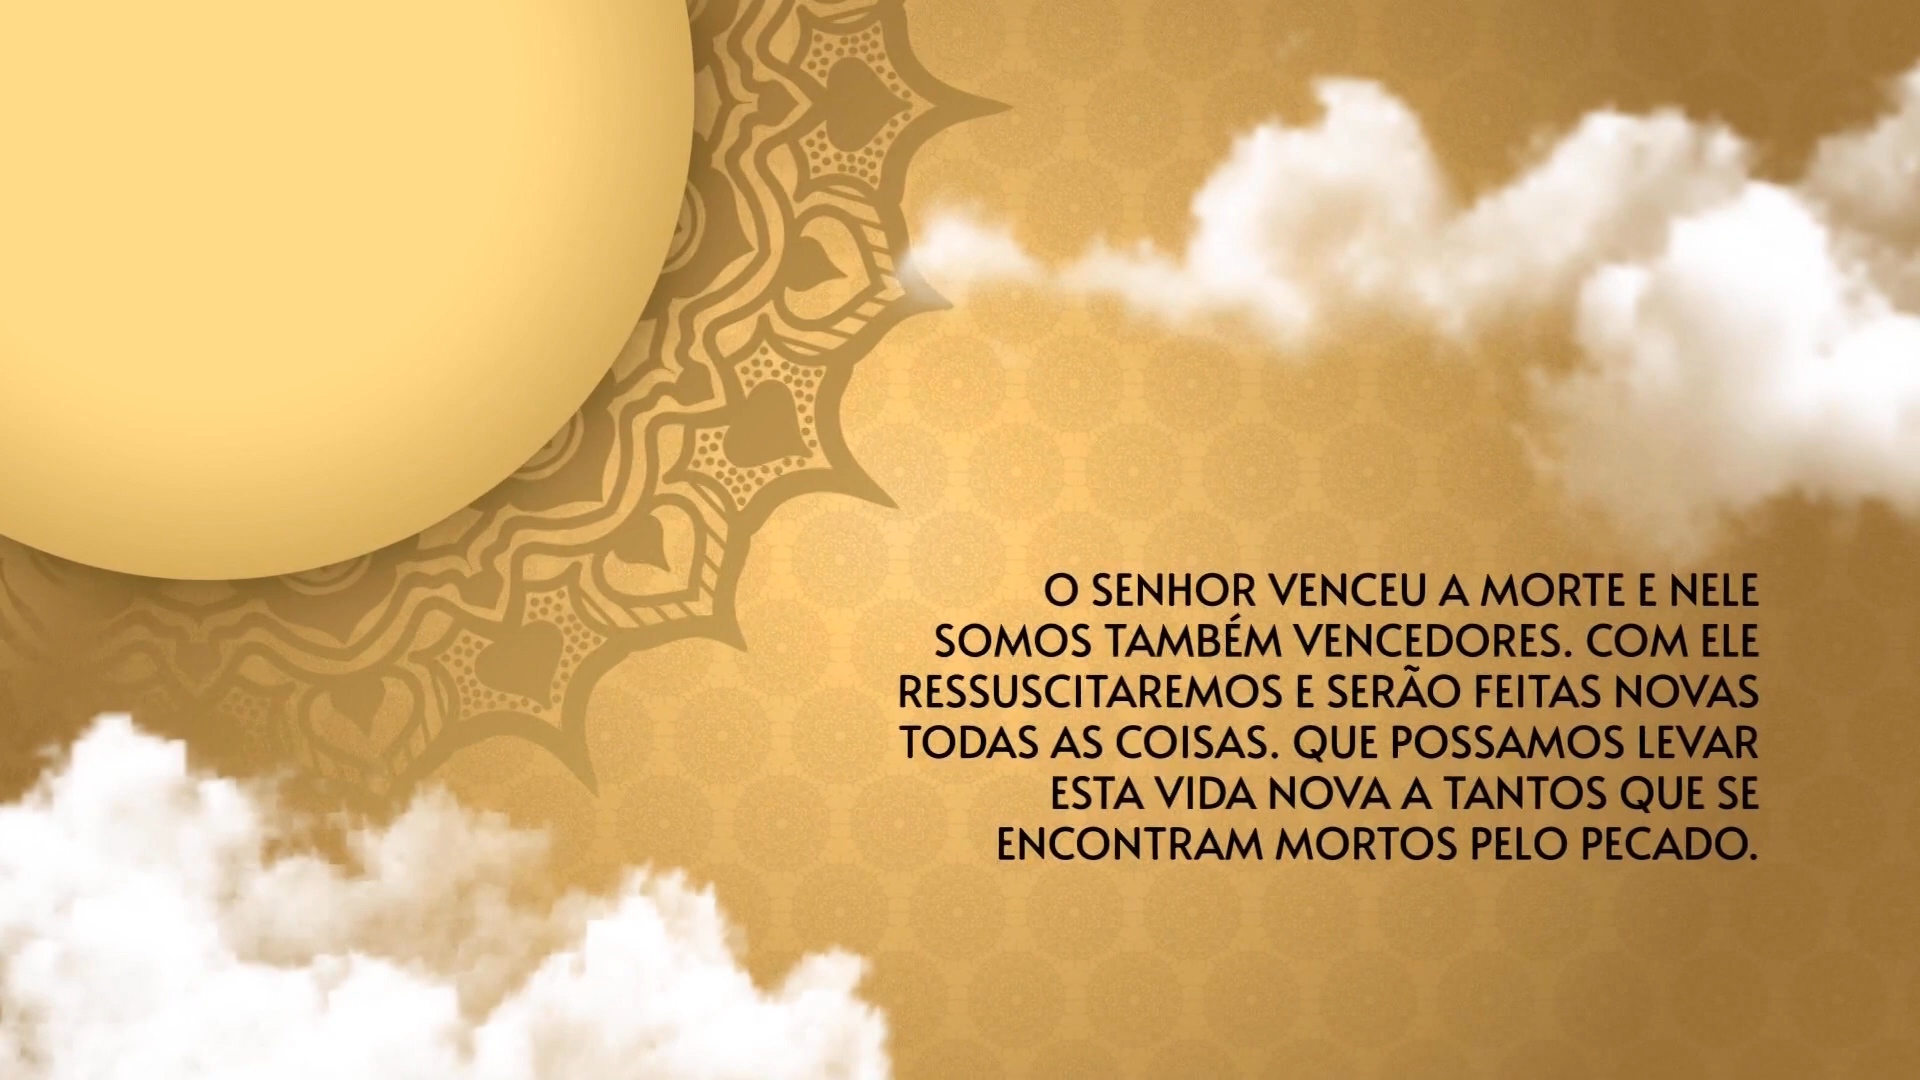 O SENHOR VENCEU A MORTE E NELE
SOMOS TAMBÉM VENCEDORES. COM ELE
RESSUSCITAREMOS E SERÃO FEITAS NOVAS
TODAS AS COISAS. QUE POSSAMOS LEVAR
ESTA VIDA NOVA A TANTOS QUE SE
ENCONTRAM MORTOS PELO PECADO.